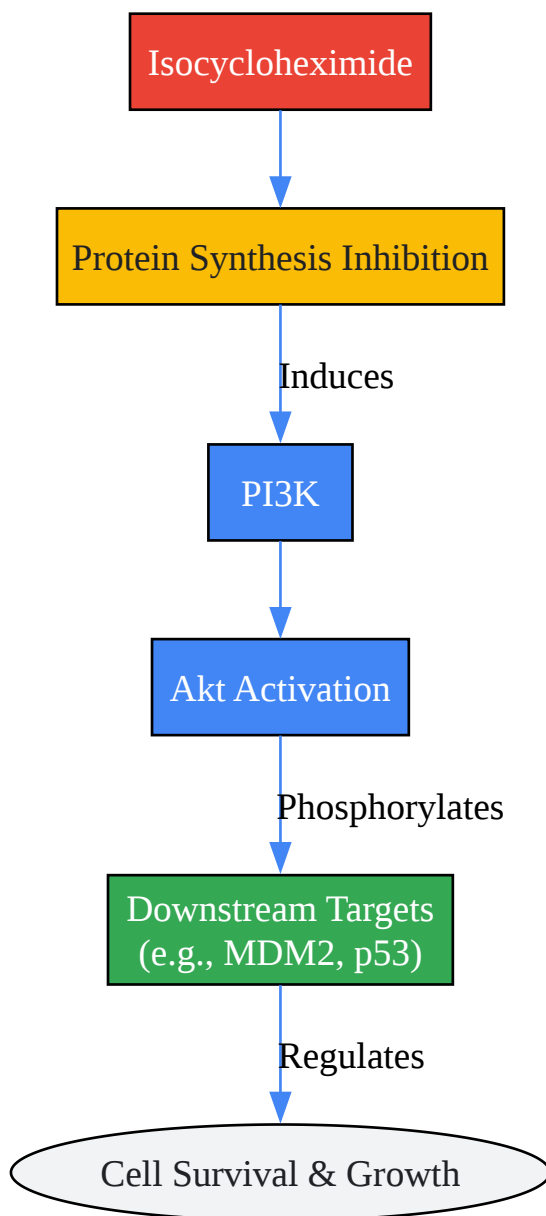 Isocycloheximide
Protein Synthesis Inhibition
Induces
PI3K
Akt Activation
Phosphorylates
Downstream Targets
(e.g., MDM2, p53)
Regulates
Cell Survival & Growth